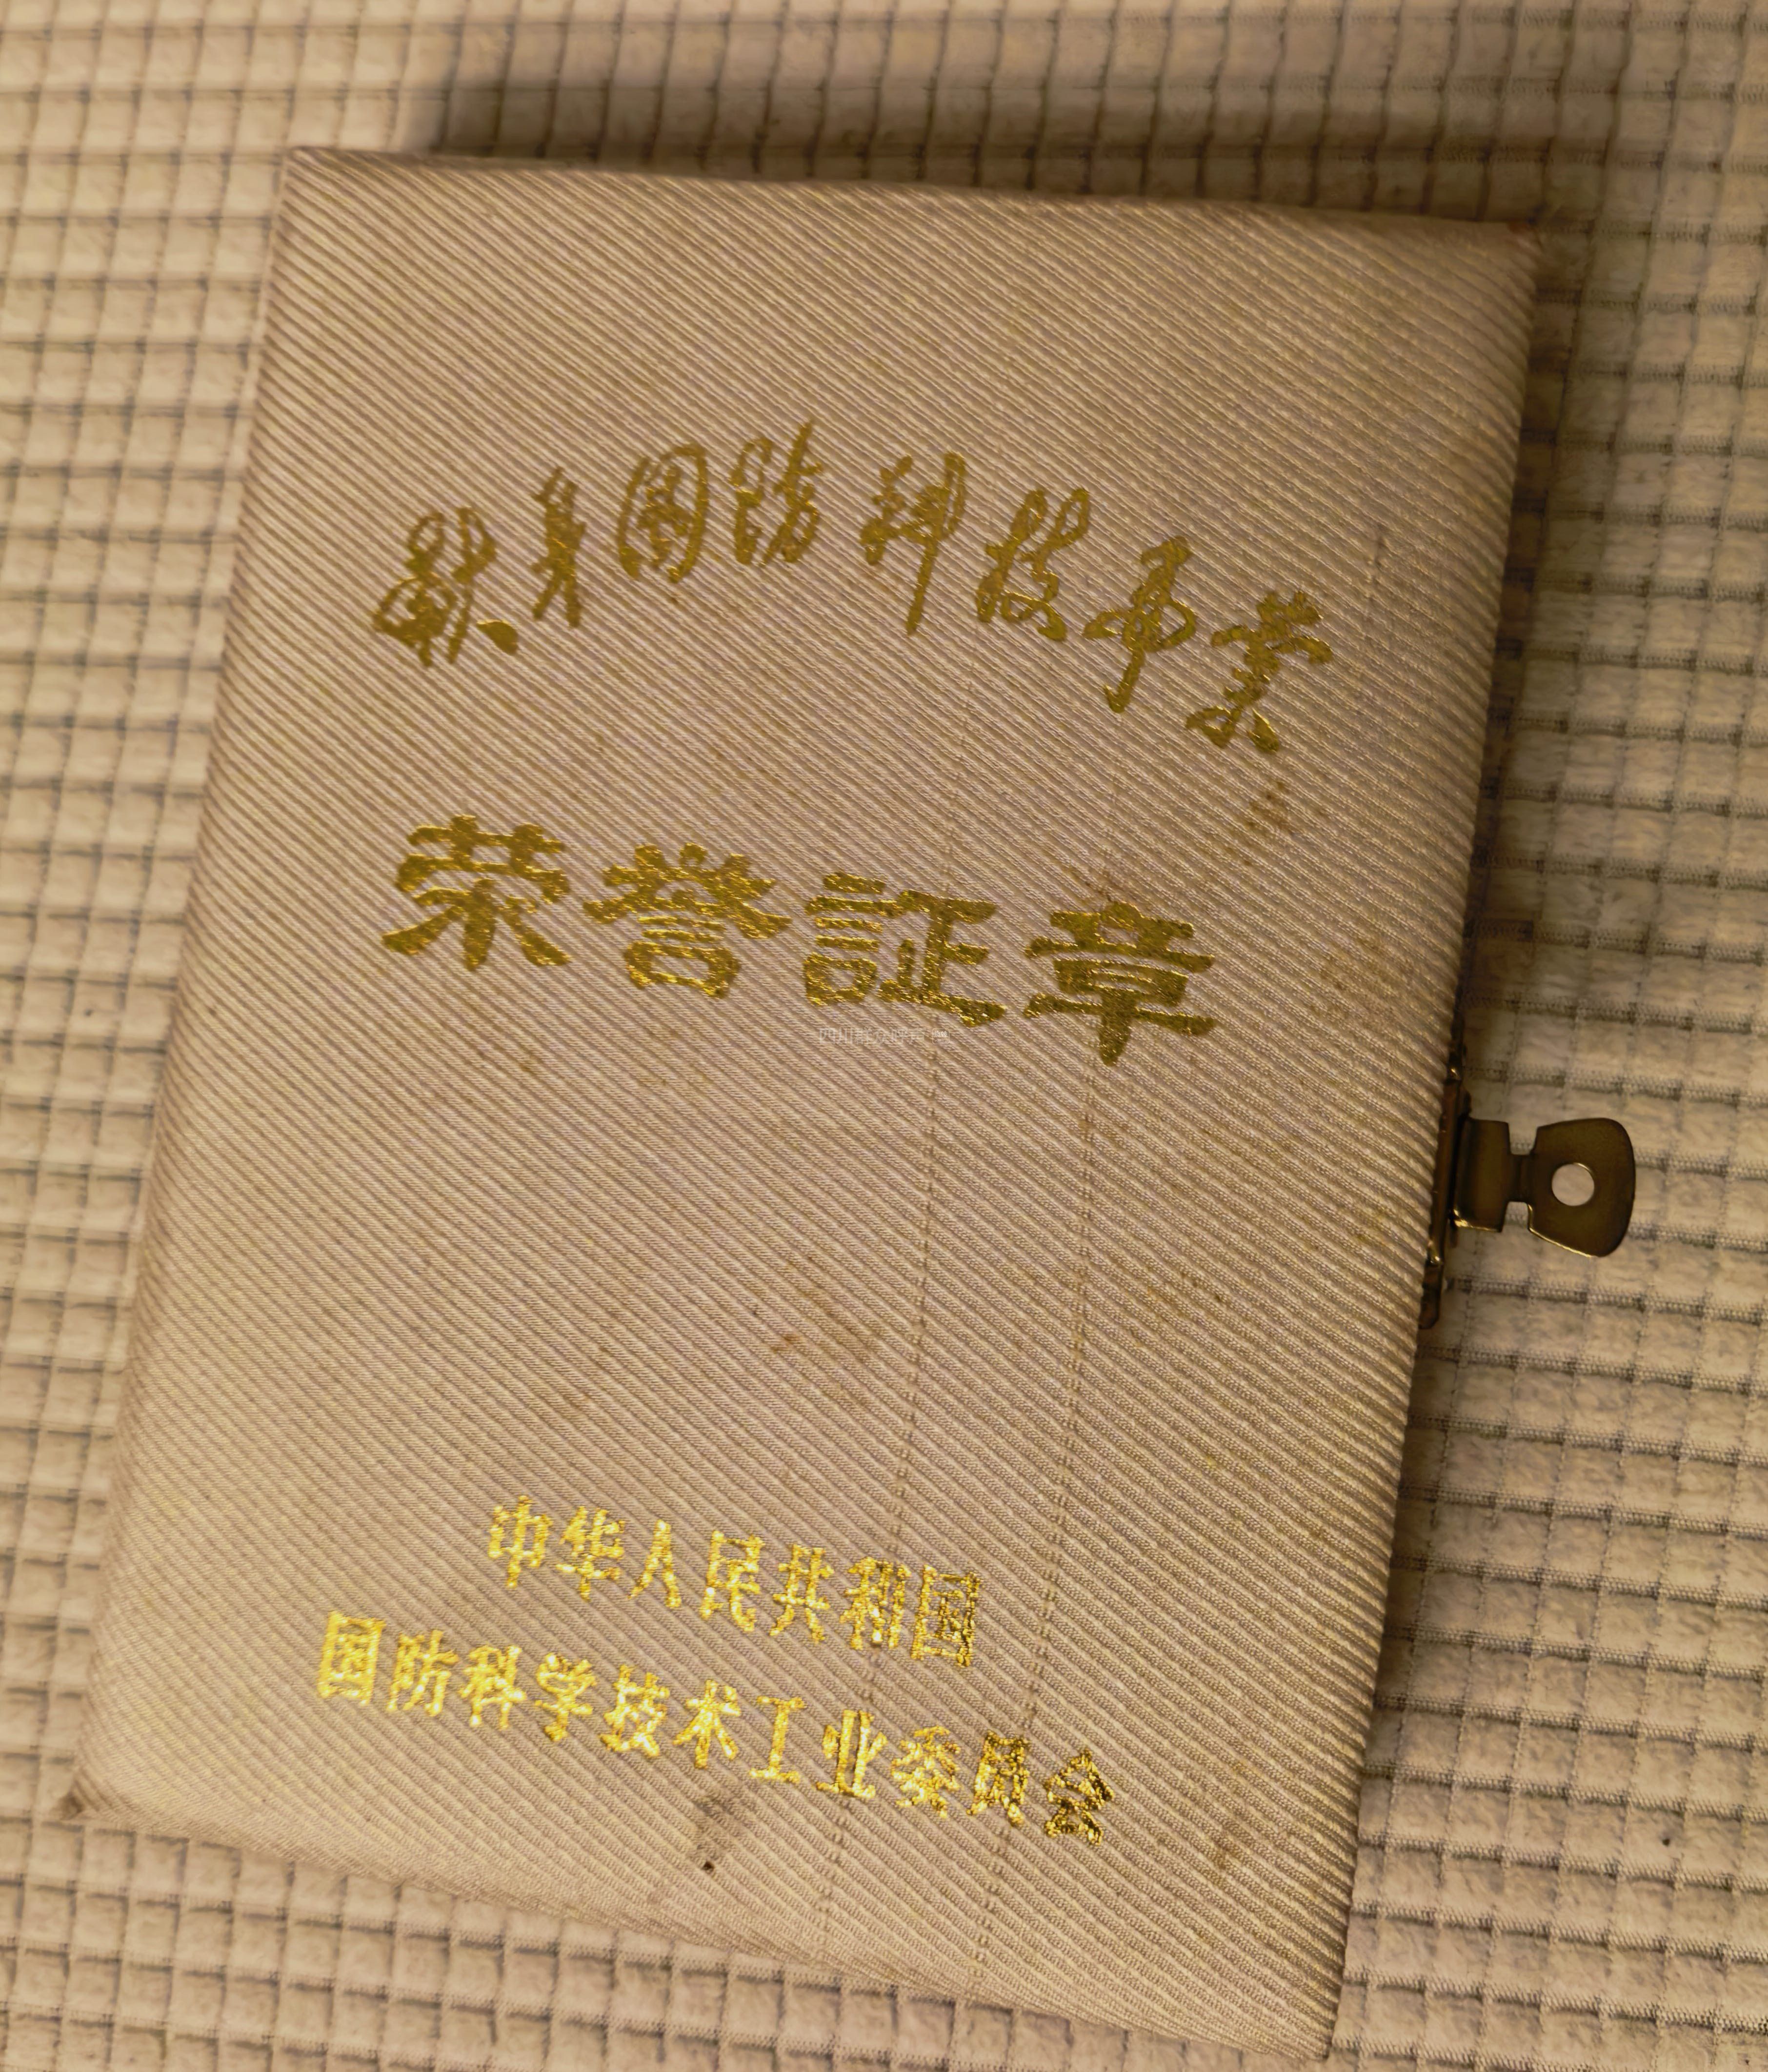 献身国防科技事业
荣誉証章
中华人民共和国
国防科学技术工业委员会